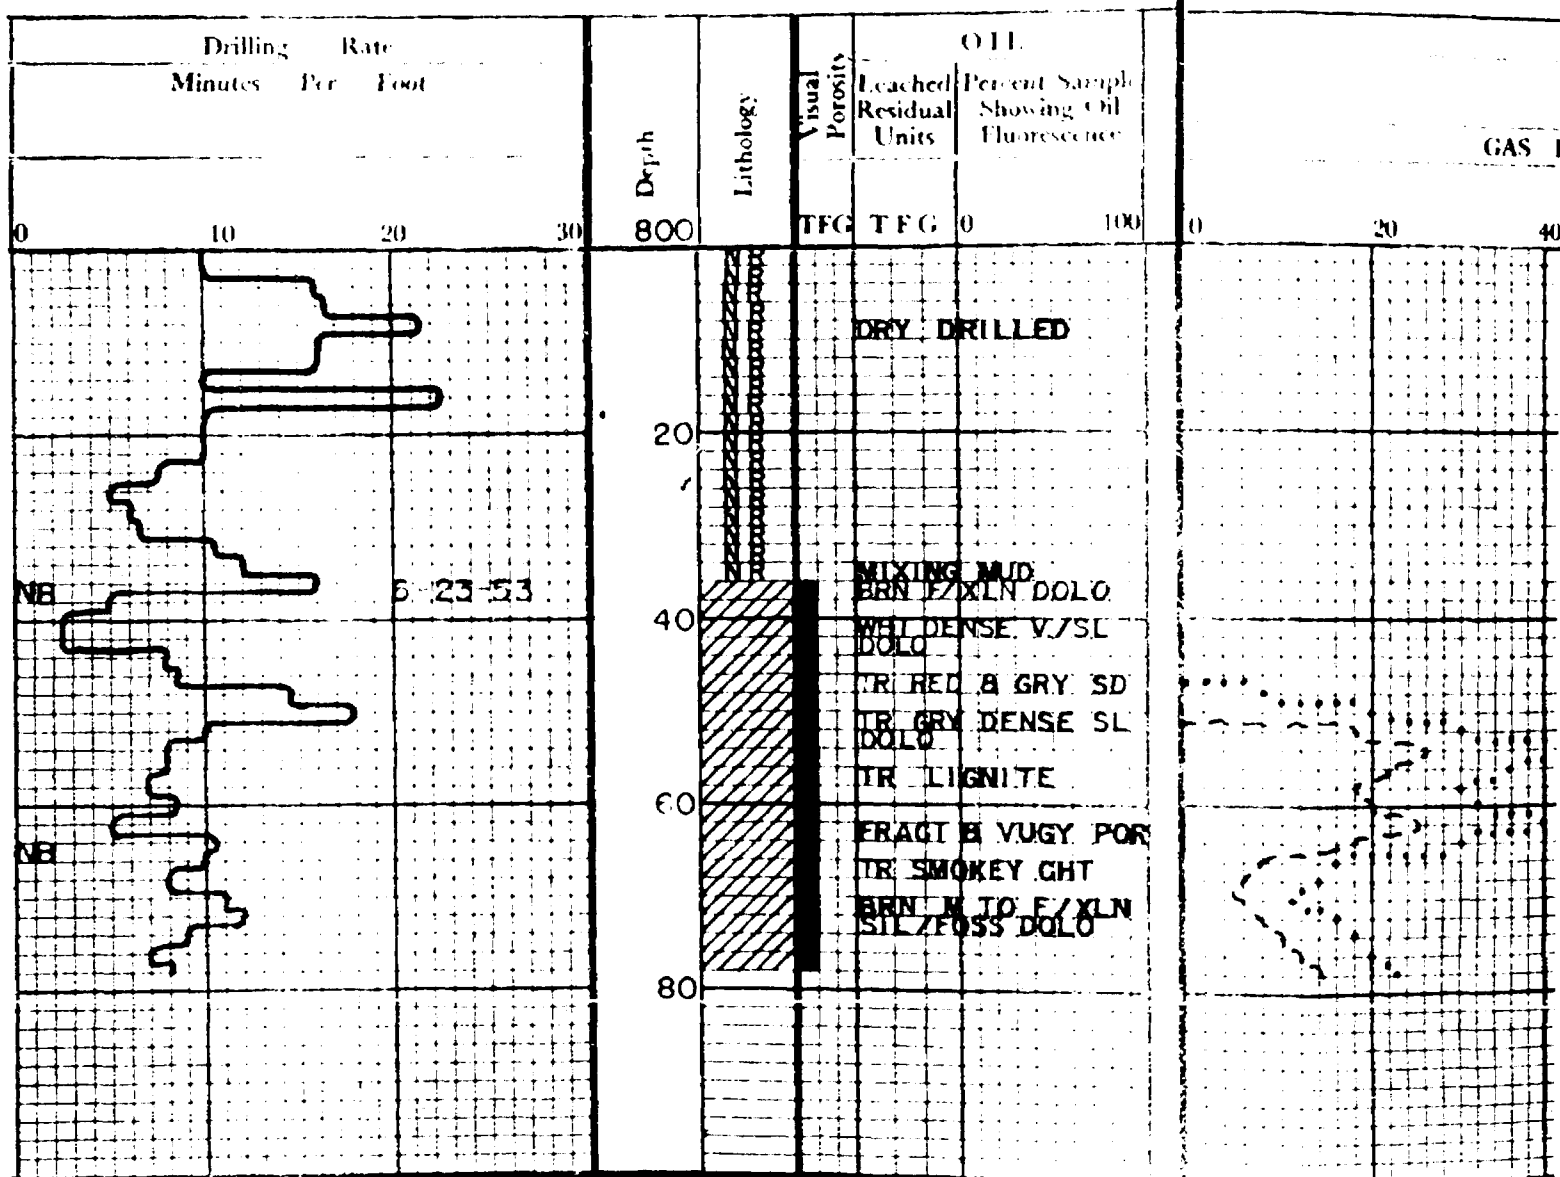 Drilling Rate
Minutes Per Foot
Depth
Lithology
Visual Porosity
OIL
Leached Residual Units
Percent Sample Showing Oil Fluorescence
GAS
0 10 20 30
800
TFG
T F G
0 100
0 20 40
DRY DRILLED
20
MIXING MUD
NB
6-23-53
BRN F/XLN DOLO
40
WHI DENSE V/SL
DOLO
TR RED & GRY SD
TR GRY DENSE SL
DOLO
TR LIGNITE
60
FRACT & VUGY POR
NB
TR SMOKEY CHT
BRN M TO F/XLN
SIL/FOSS DOLO
80